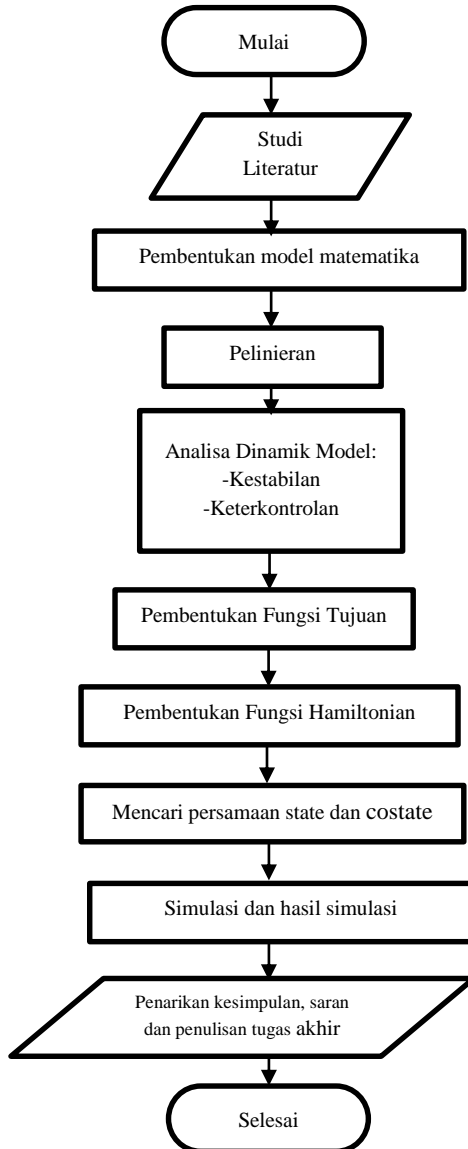 Mulai
Studi
Literatur
Pembentukan model matematika
Pelinieran
Analisa Dinamik Model:
-Kestabilan
-Keterkontrolan
Pembentukan Fungsi Tujuan
Pembentukan Fungsi Hamiltonian
Mencari persamaan state dan costate
Simulasi dan hasil simulasi
Penarikan kesimpulan, saran
dan penulisan tugas akhir
Selesai